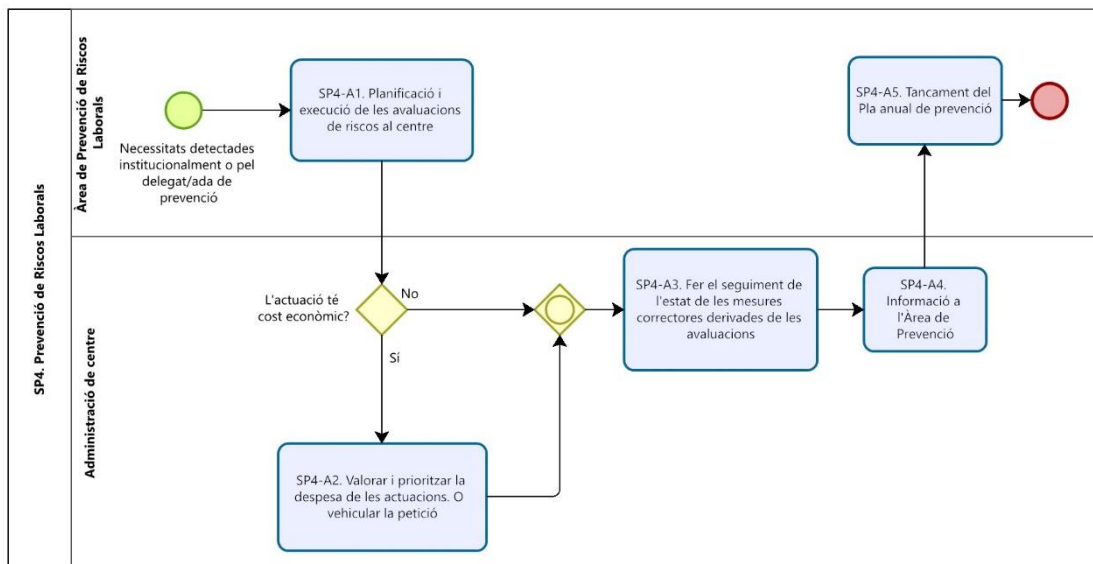 SP4. Prevenció de Riscos Laborals
Àrea de Prevenció de Riscos
Laborals
Necessitats detectades
institucionalment o pel
delegat/ada de
prevenció
SP4-A1. Planificació i
execució de les avaluacions
de riscos al centre
SP4-A5. Tancament del
Pla anual de prevenció
Administració de centre
L'actuació té
cost econòmic?
No
Sí
SP4-A2. Valorar i prioritzar la
despesa de les actuacions. O
vehicular la petició
SP4-A3. Fer el seguiment de
l'estat de les mesures
correctores derivades de les
avaluacions
SP4-A4.
Informació a
l'Àrea de
Prevenció